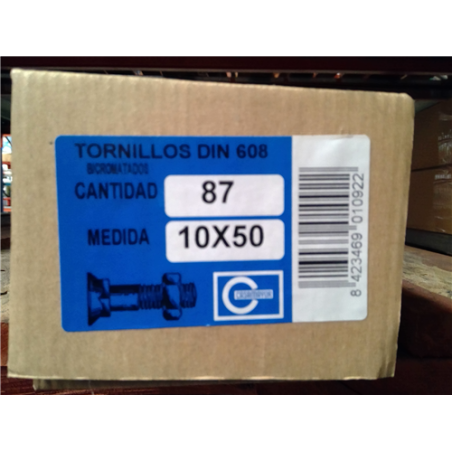 TORNILLOS DIN 608
BICROMATADOS
CANTIDAD 87
MEDIDA 10X50
C
8 423469 010922